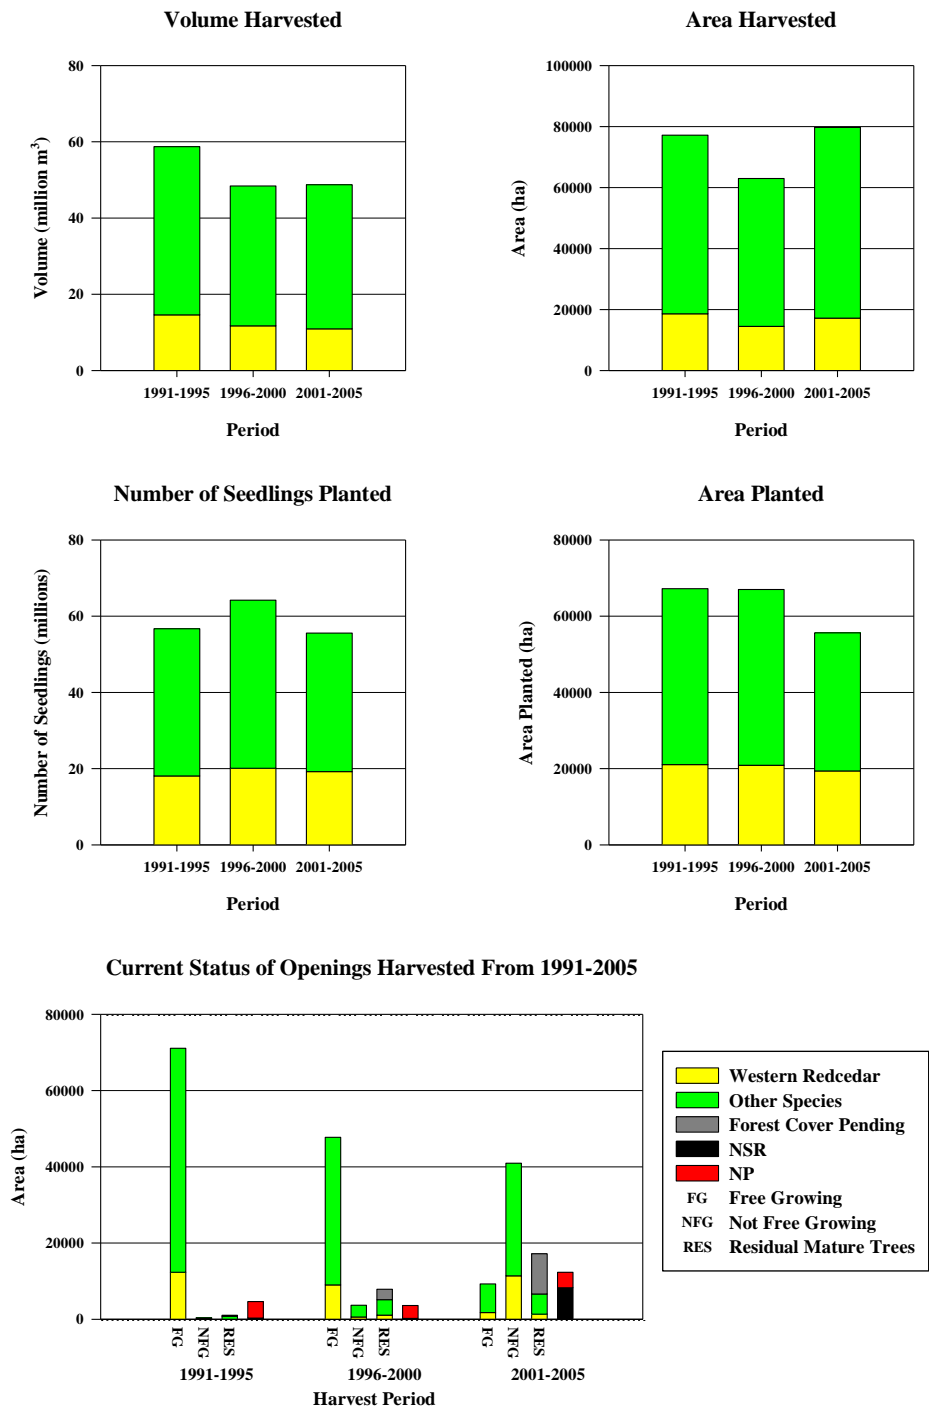 Volume Harvested
80
60
40
20
0
Volume (million m³)
1991-1995 1996-2000 2001-2005
Period
Area Harvested
100000
80000
60000
40000
20000
0
Area (ha)
1991-1995 1996-2000 2001-2005
Period
Number of Seedlings Planted
80
60
40
20
0
Number of Seedlings (millions)
1991-1995 1996-2000 2001-2005
Period
Area Planted
80000
60000
40000
20000
0
Area Planted (ha)
1991-1995 1996-2000 2001-2005
Period
Current Status of Openings Harvested From 1991-2005
80000
60000
40000
20000
0
Area (ha)
FG NFG RES FG NFG RES FG NFG RES
1991-1995 1996-2000 2001-2005
Harvest Period
Western Redcedar
Other Species
Forest Cover Pending
NSR
NP
FG Free Growing
NFG Not Free Growing
RES Residual Mature Trees